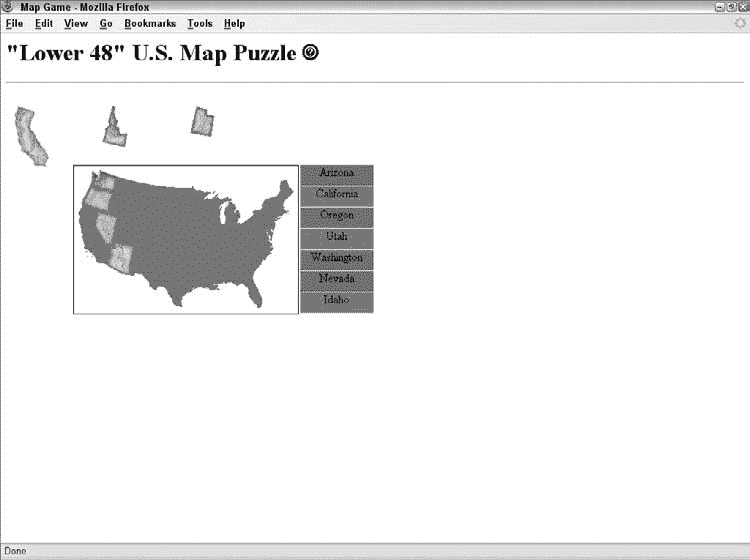 Map Game - Mozilla Firefox
File Edit View Go Bookmarks Tools Help
"Lower 48" U.S. Map Puzzle
Arizona
California
Oregon
Utah
Washington
Nevada
Idaho
Done